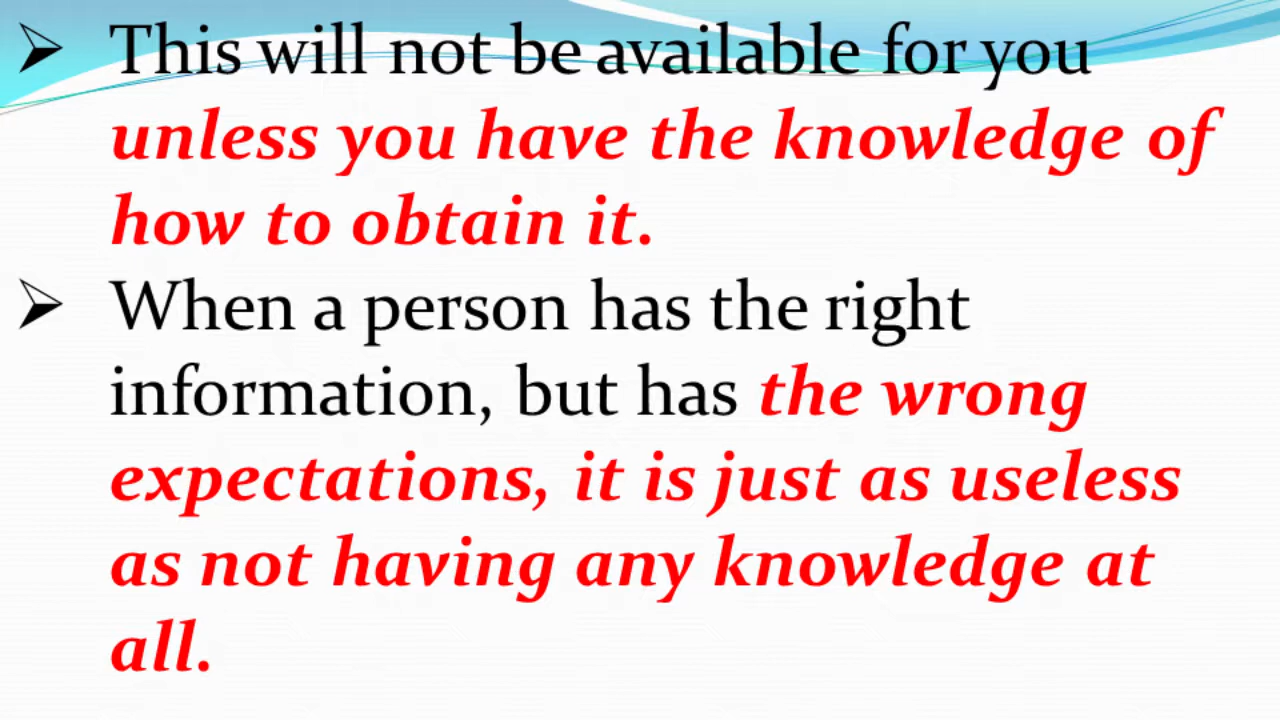 This will not be available for you
unless you have the knowledge of
how to obtain it.
When a person has the right
information, but has the wrong
expectations, it is just as useless
as not having any knowledge at
all.